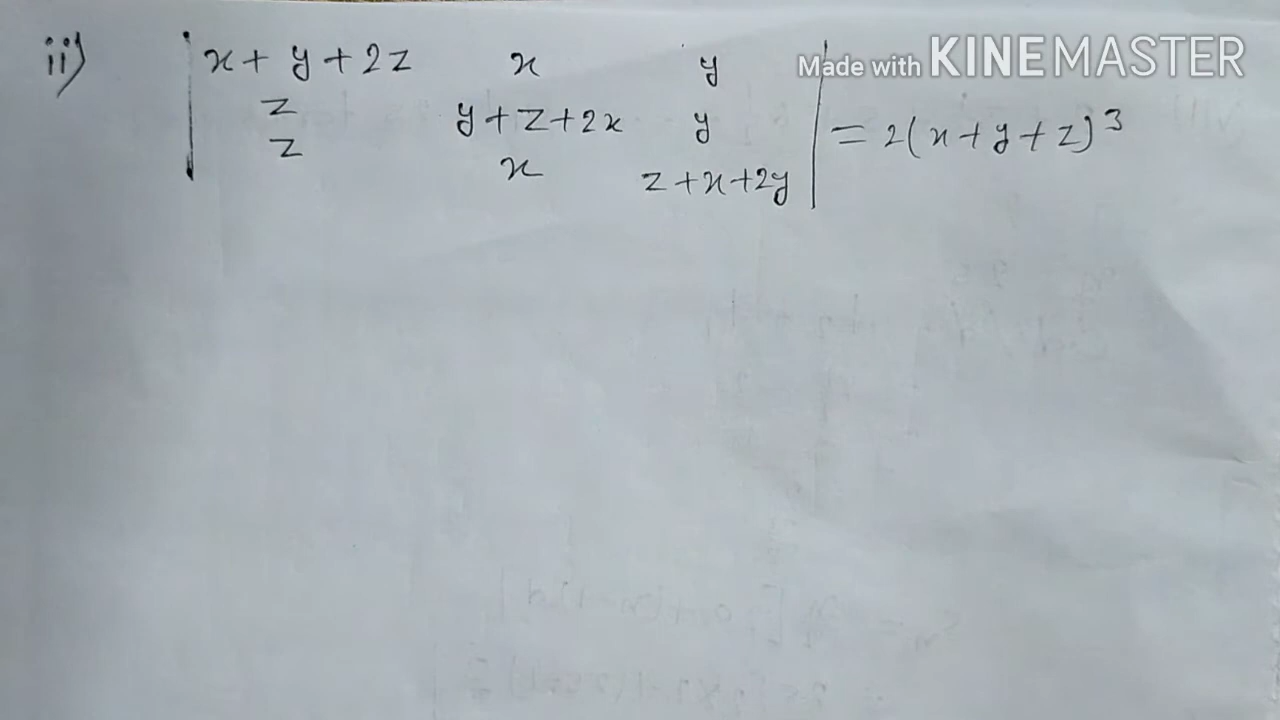 ii) | x + y + 2z x y |
| z y + z + 2x y | = 2(x + y + z)³
| z x z + x + 2y |
Made with KINEMASTER